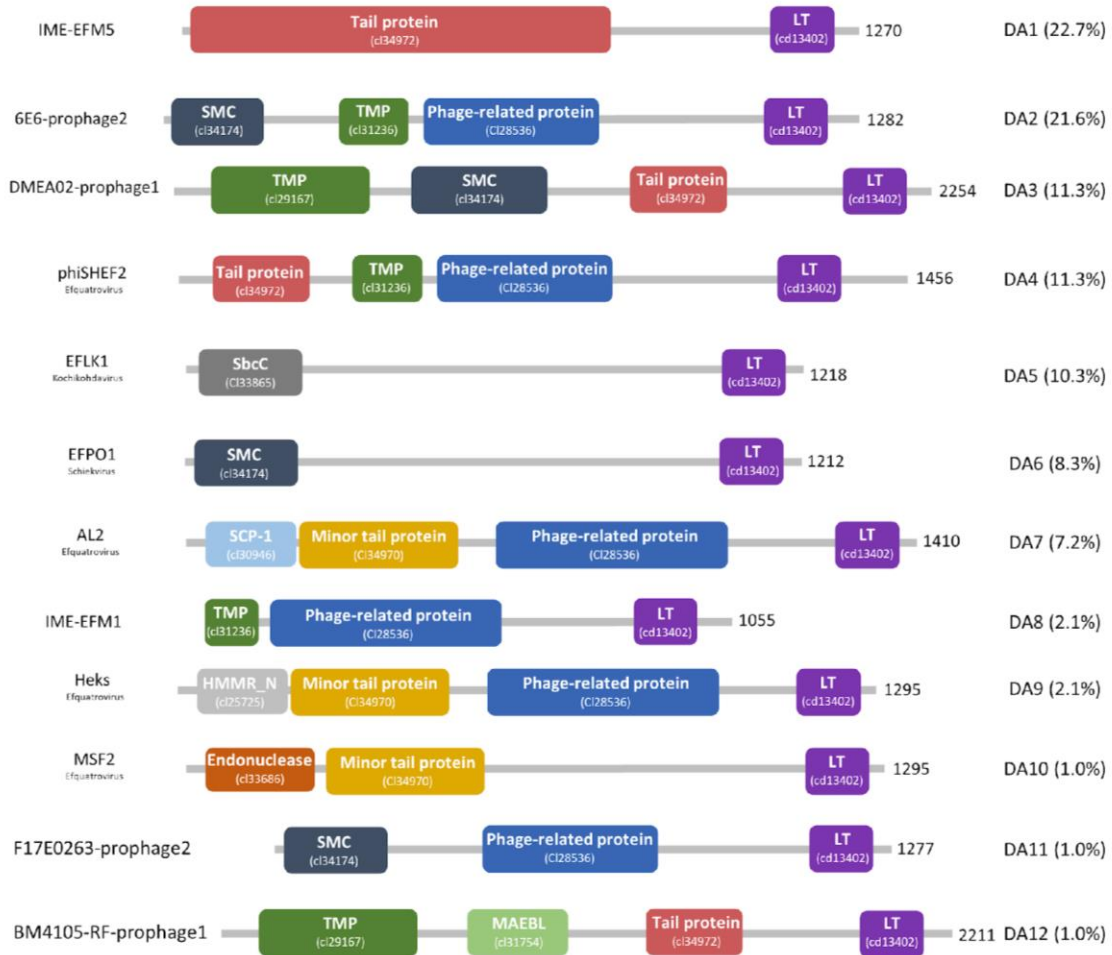 IME-EFM5
Tail protein
(cl34972)
LT
(cd13402)
1270
DA1 (22.7%)
6E6-prophage2
SMC
(cl34174)
TMP
(cl31236)
Phage-related protein
(Cl28536)
LT
(cd13402)
1282
DA2 (21.6%)
DMEA02-prophage1
TMP
(cl29167)
SMC
(cl34174)
Tail protein
(cl34972)
LT
(cd13402)
2254
DA3 (11.3%)
phiSHEF2
Efquatrovirus
Tail protein
(cl34972)
TMP
(cl31236)
Phage-related protein
(Cl28536)
LT
(cd13402)
1456
DA4 (11.3%)
EFLK1
Kochikohdavirus
SbcC
(Cl33865)
LT
(cd13402)
1218
DA5 (10.3%)
EFPO1
Schiekvirus
SMC
(cl34174)
LT
(cd13402)
1212
DA6 (8.3%)
AL2
Efquatrovirus
SCP-1
(cl30946)
Minor tail protein
(Cl34970)
Phage-related protein
(Cl28536)
LT
(cd13402)
1410
DA7 (7.2%)
IME-EFM1
TMP
(cl31236)
Phage-related protein
(Cl28536)
LT
(cd13402)
1055
DA8 (2.1%)
Heks
Efquatrovirus
HMMR_N
(cl25725)
Minor tail protein
(Cl34970)
Phage-related protein
(Cl28536)
LT
(cd13402)
1295
DA9 (2.1%)
MSF2
Efquatrovirus
Endonuclease
(cl33686)
Minor tail protein
(Cl34970)
LT
(cd13402)
1295
DA10 (1.0%)
F17E0263-prophage2
SMC
(cl34174)
Phage-related protein
(Cl28536)
LT
(cd13402)
1277
DA11 (1.0%)
BM4105-RF-prophage1
TMP
(cl29167)
MAEBL
(cl31754)
Tail protein
(cl34972)
LT
(cd13402)
2211
DA12 (1.0%)